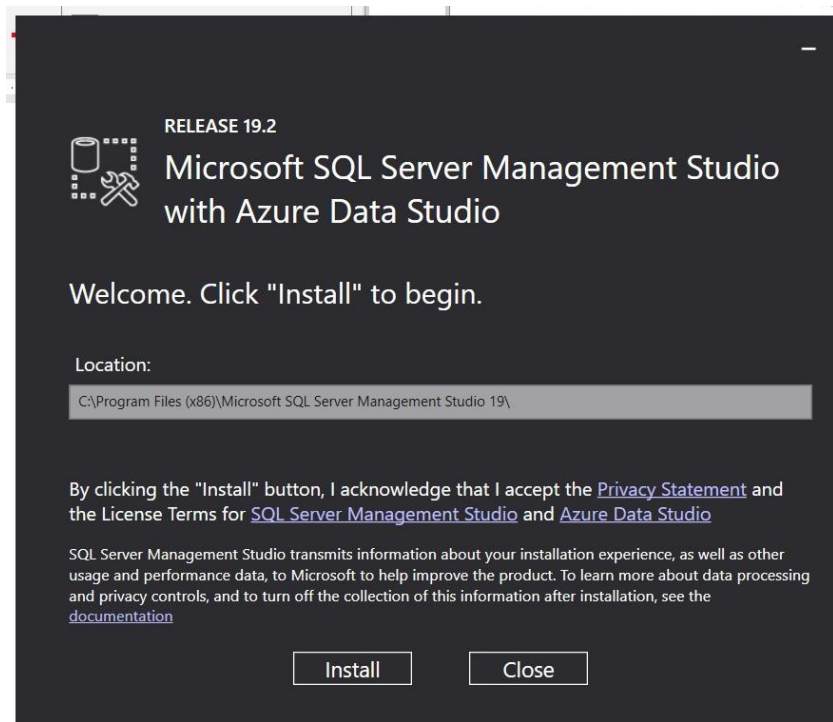 RELEASE 19.2
Microsoft SQL Server Management Studio
with Azure Data Studio
Welcome. Click "Install" to begin.
Location:
C:\Program Files (x86)\Microsoft SQL Server Management Studio 19\
By clicking the "Install" button, I acknowledge that I accept the Privacy Statement and
the License Terms for SQL Server Management Studio and Azure Data Studio
SQL Server Management Studio transmits information about your installation experience, as well as other
usage and performance data, to Microsoft to help improve the product. To learn more about data processing
and privacy controls, and to turn off the collection of this information after installation, see the
documentation
Install
Close